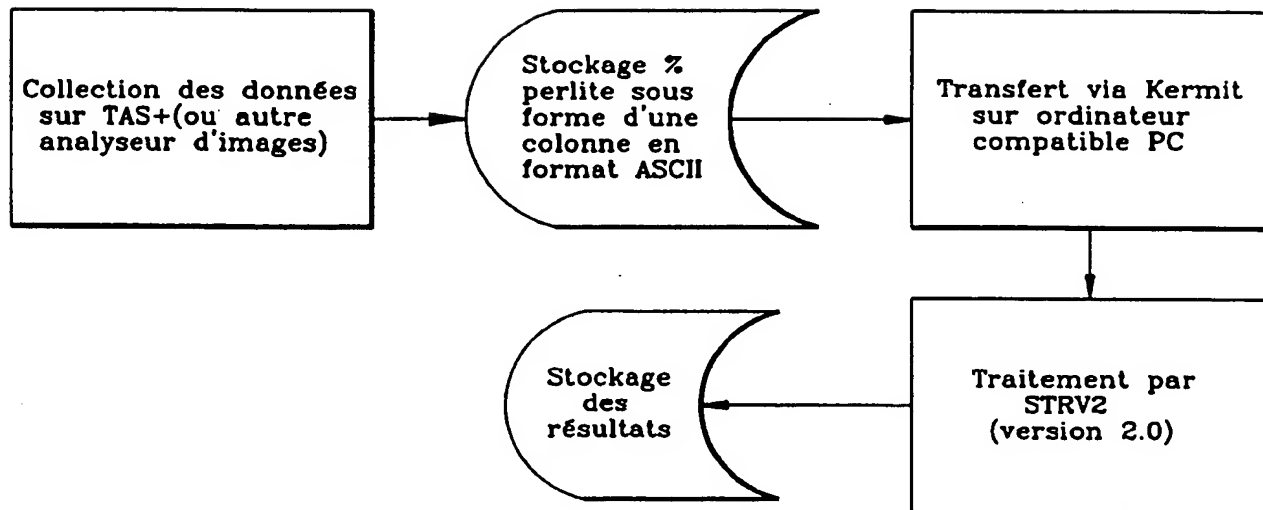 Collection des données
sur TAS+(ou autre
analyseur d'images)
Stockage %
perlite sous
forme d'une
colonne en
format ASCII
Transfert via Kermit
sur ordinateur
compatible PC
Traitement par
STRV2
(version 2.0)
Stockage
des
résultats